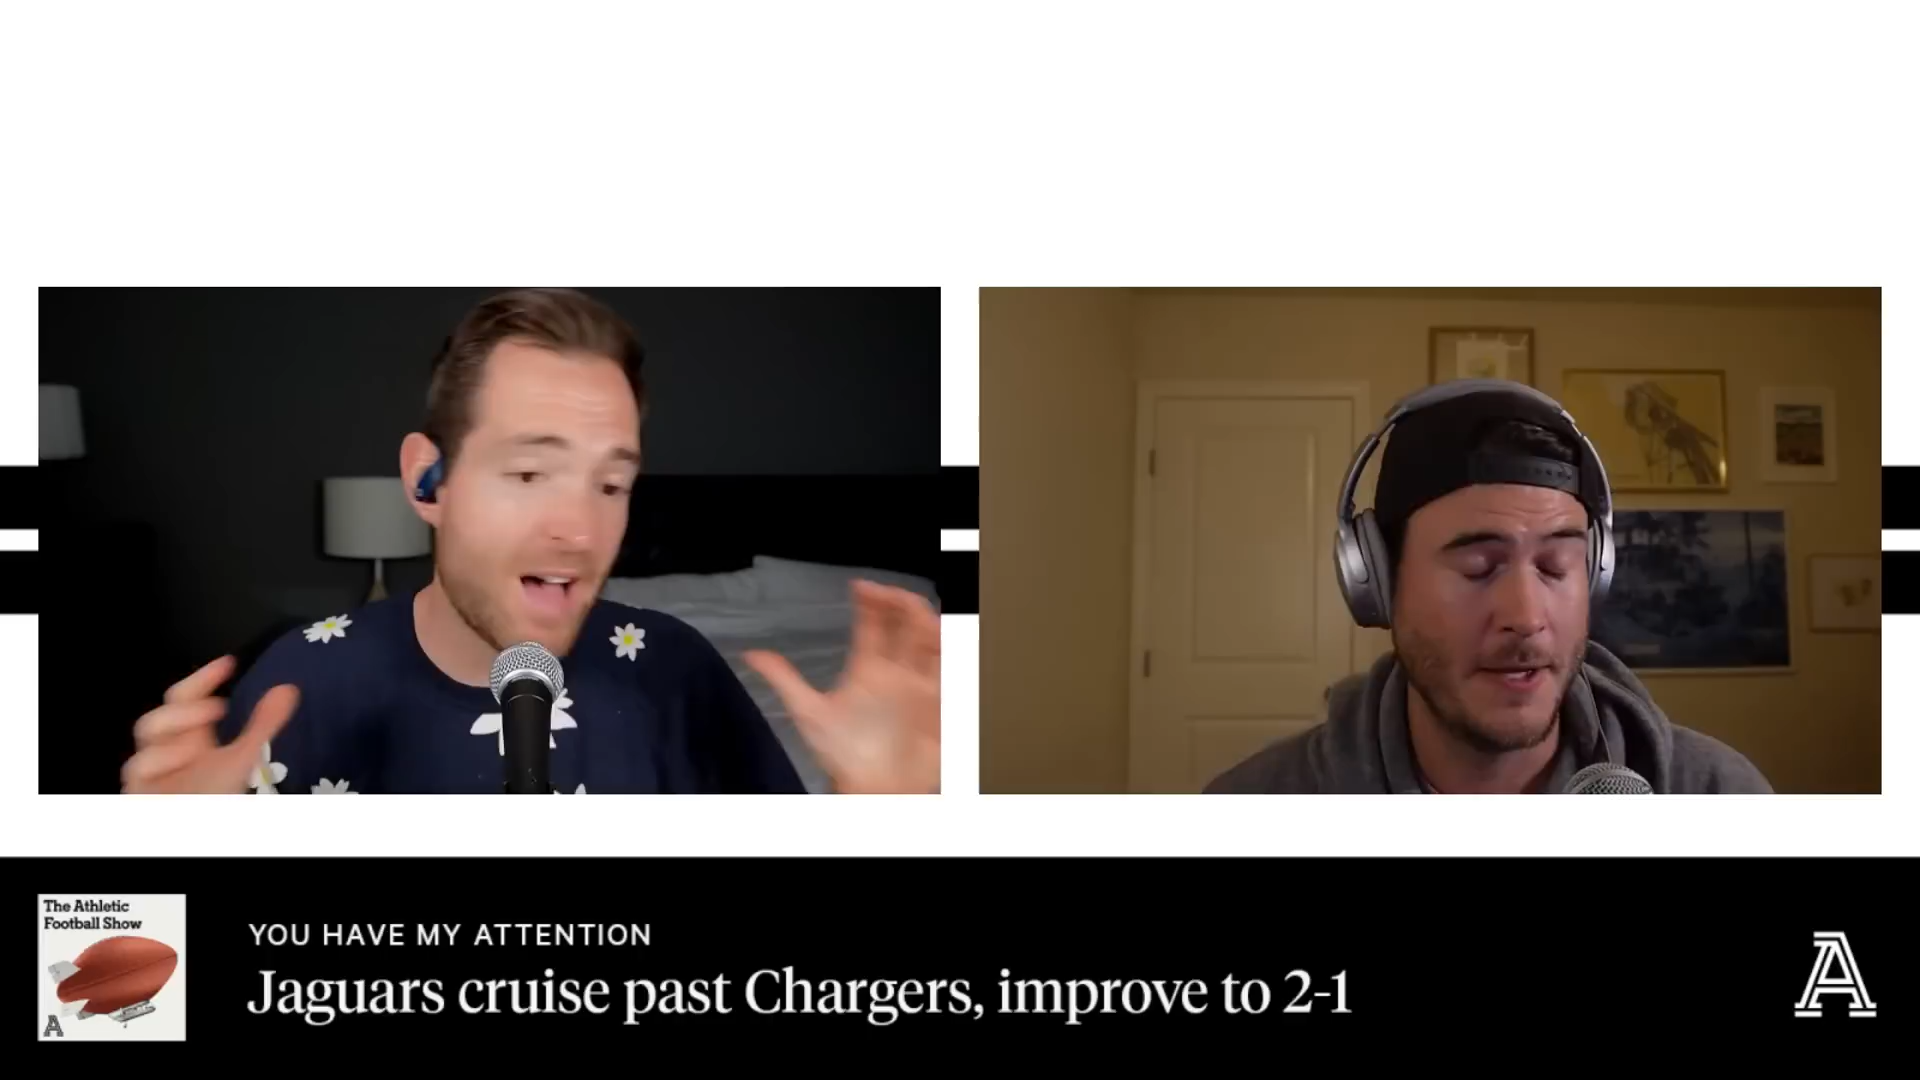 The Athletic
Football Show
A
YOU HAVE MY ATTENTION
Jaguars cruise past Chargers, improve to 2-1
A